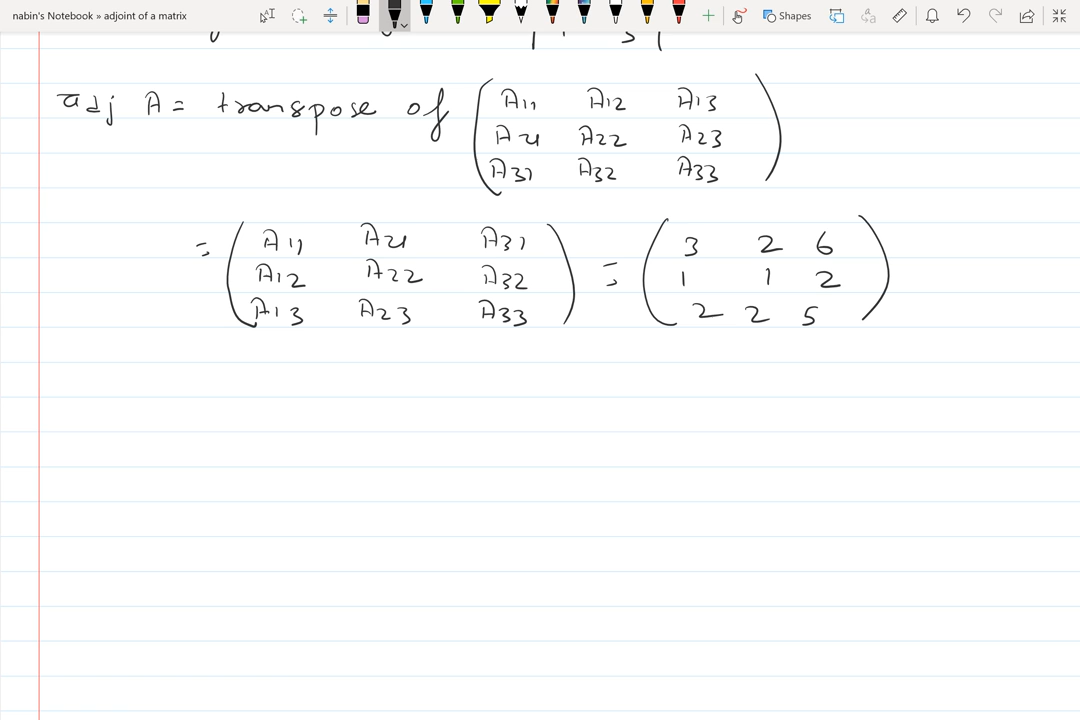 nabin's Notebook » adjoint of a matrix
Shapes
adj A = transpose of ( A11 A12 A13
A21 A22 A23
A31 A32 A33 )
= ( A11 A21 A31
A12 A22 A32
A13 A23 A33 ) = ( 3 2 6
1 1 2
2 2 5 )